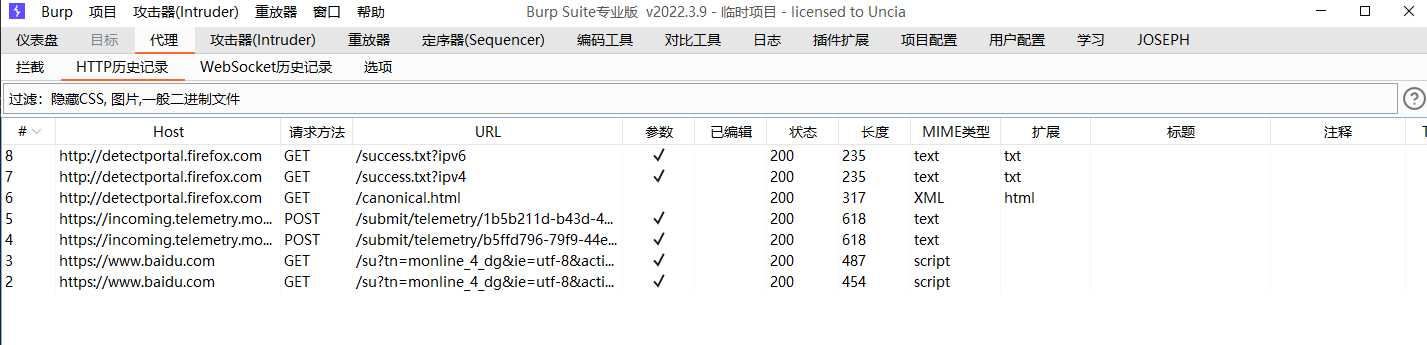 Burp 项目 攻击器(Intruder) 重放器 窗口 帮助 Burp Suite专业版 v2022.3.9 - 临时项目 - licensed to Uncia
仪表盘 目标 代理 攻击器(Intruder) 重放器 定序器(Sequencer) 编码工具 对比工具 日志 插件扩展 项目配置 用户配置 学习 JOSEPH
拦截 HTTP历史记录 WebSocket历史记录 选项
过滤：隐藏CSS, 图片,一般二进制文件 ?
# Host 请求方法 URL 参数 已编辑 状态 长度 MIME类型 扩展 标题 注释 T
8 http://detectportal.firefox.com GET /success.txt?ipv6 ✓ 200 235 text txt
7 http://detectportal.firefox.com GET /success.txt?ipv4 ✓ 200 235 text txt
6 http://detectportal.firefox.com GET /canonical.html 200 317 XML html
5 https://incoming.telemetry.mo... POST /submit/telemetry/1b5b211d-b43d-4... ✓ 200 618 text
4 https://incoming.telemetry.mo... POST /submit/telemetry/b5ffd796-79f9-44e... ✓ 200 618 text
3 https://www.baidu.com GET /su?tn=monline_4_dg&ie=utf-8&acti... ✓ 200 487 script
2 https://www.baidu.com GET /su?tn=monline_4_dg&ie=utf-8&acti... ✓ 200 454 script